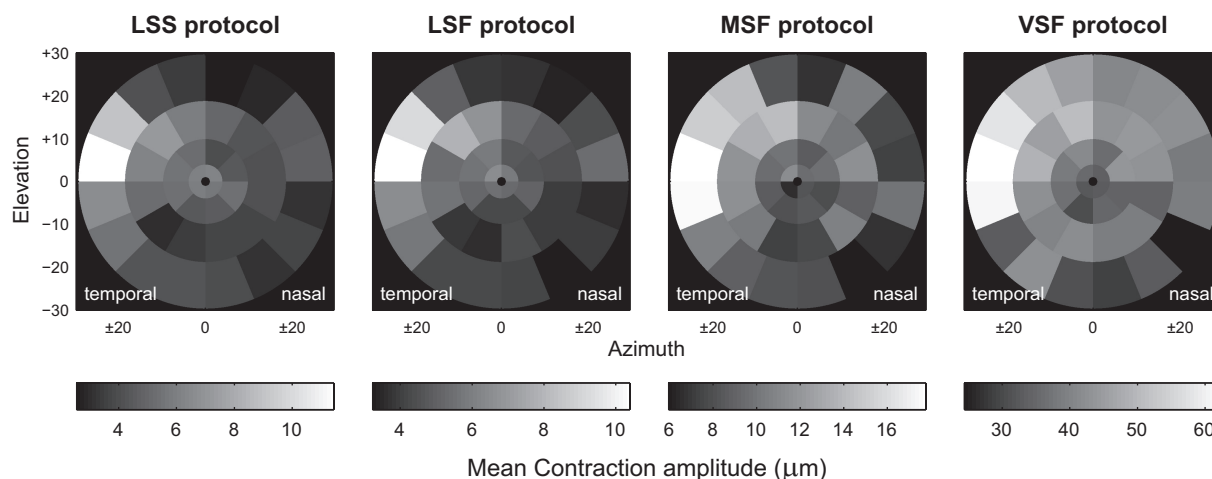 LSS protocol LSF protocol MSF protocol VSF protocol
+30
+20
+10
0
−10
−20
−30
Elevation
temporal nasal temporal nasal temporal nasal temporal nasal
±20 0 ±20 ±20 0 ±20 ±20 0 ±20 ±20 0 ±20
Azimuth
4 6 8 10 4 6 8 10 6 8 10 12 14 16 30 40 50 60
Mean Contraction amplitude (μm)